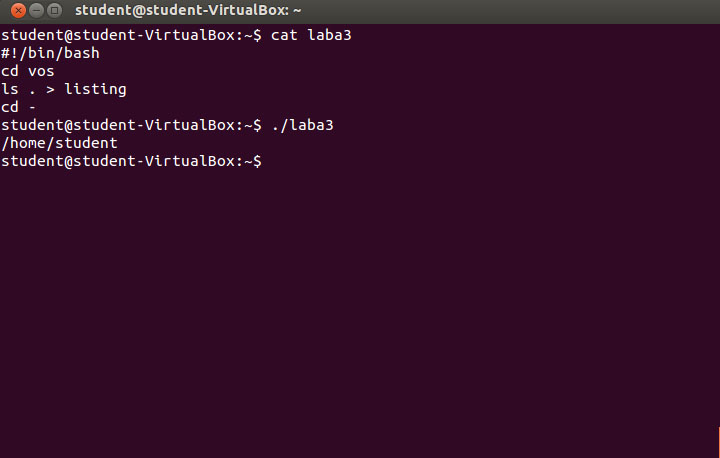 student@student-VirtualBox: ~
student@student-VirtualBox:~$ cat laba3
#!/bin/bash
cd vos
ls . > listing
cd -
student@student-VirtualBox:~$ ./laba3
/home/student
student@student-VirtualBox:~$